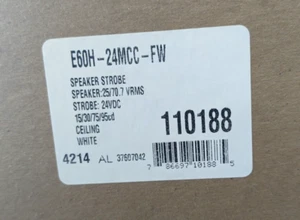 E60H-24MCC-FW
SPEAKER STROBE
SPEAKER:25/70.7 VRMS
STROBE: 24VDC
15/30/75/95cd
CEILING
WHITE
110188
4214 AL 37607042
7 86697 10188 5